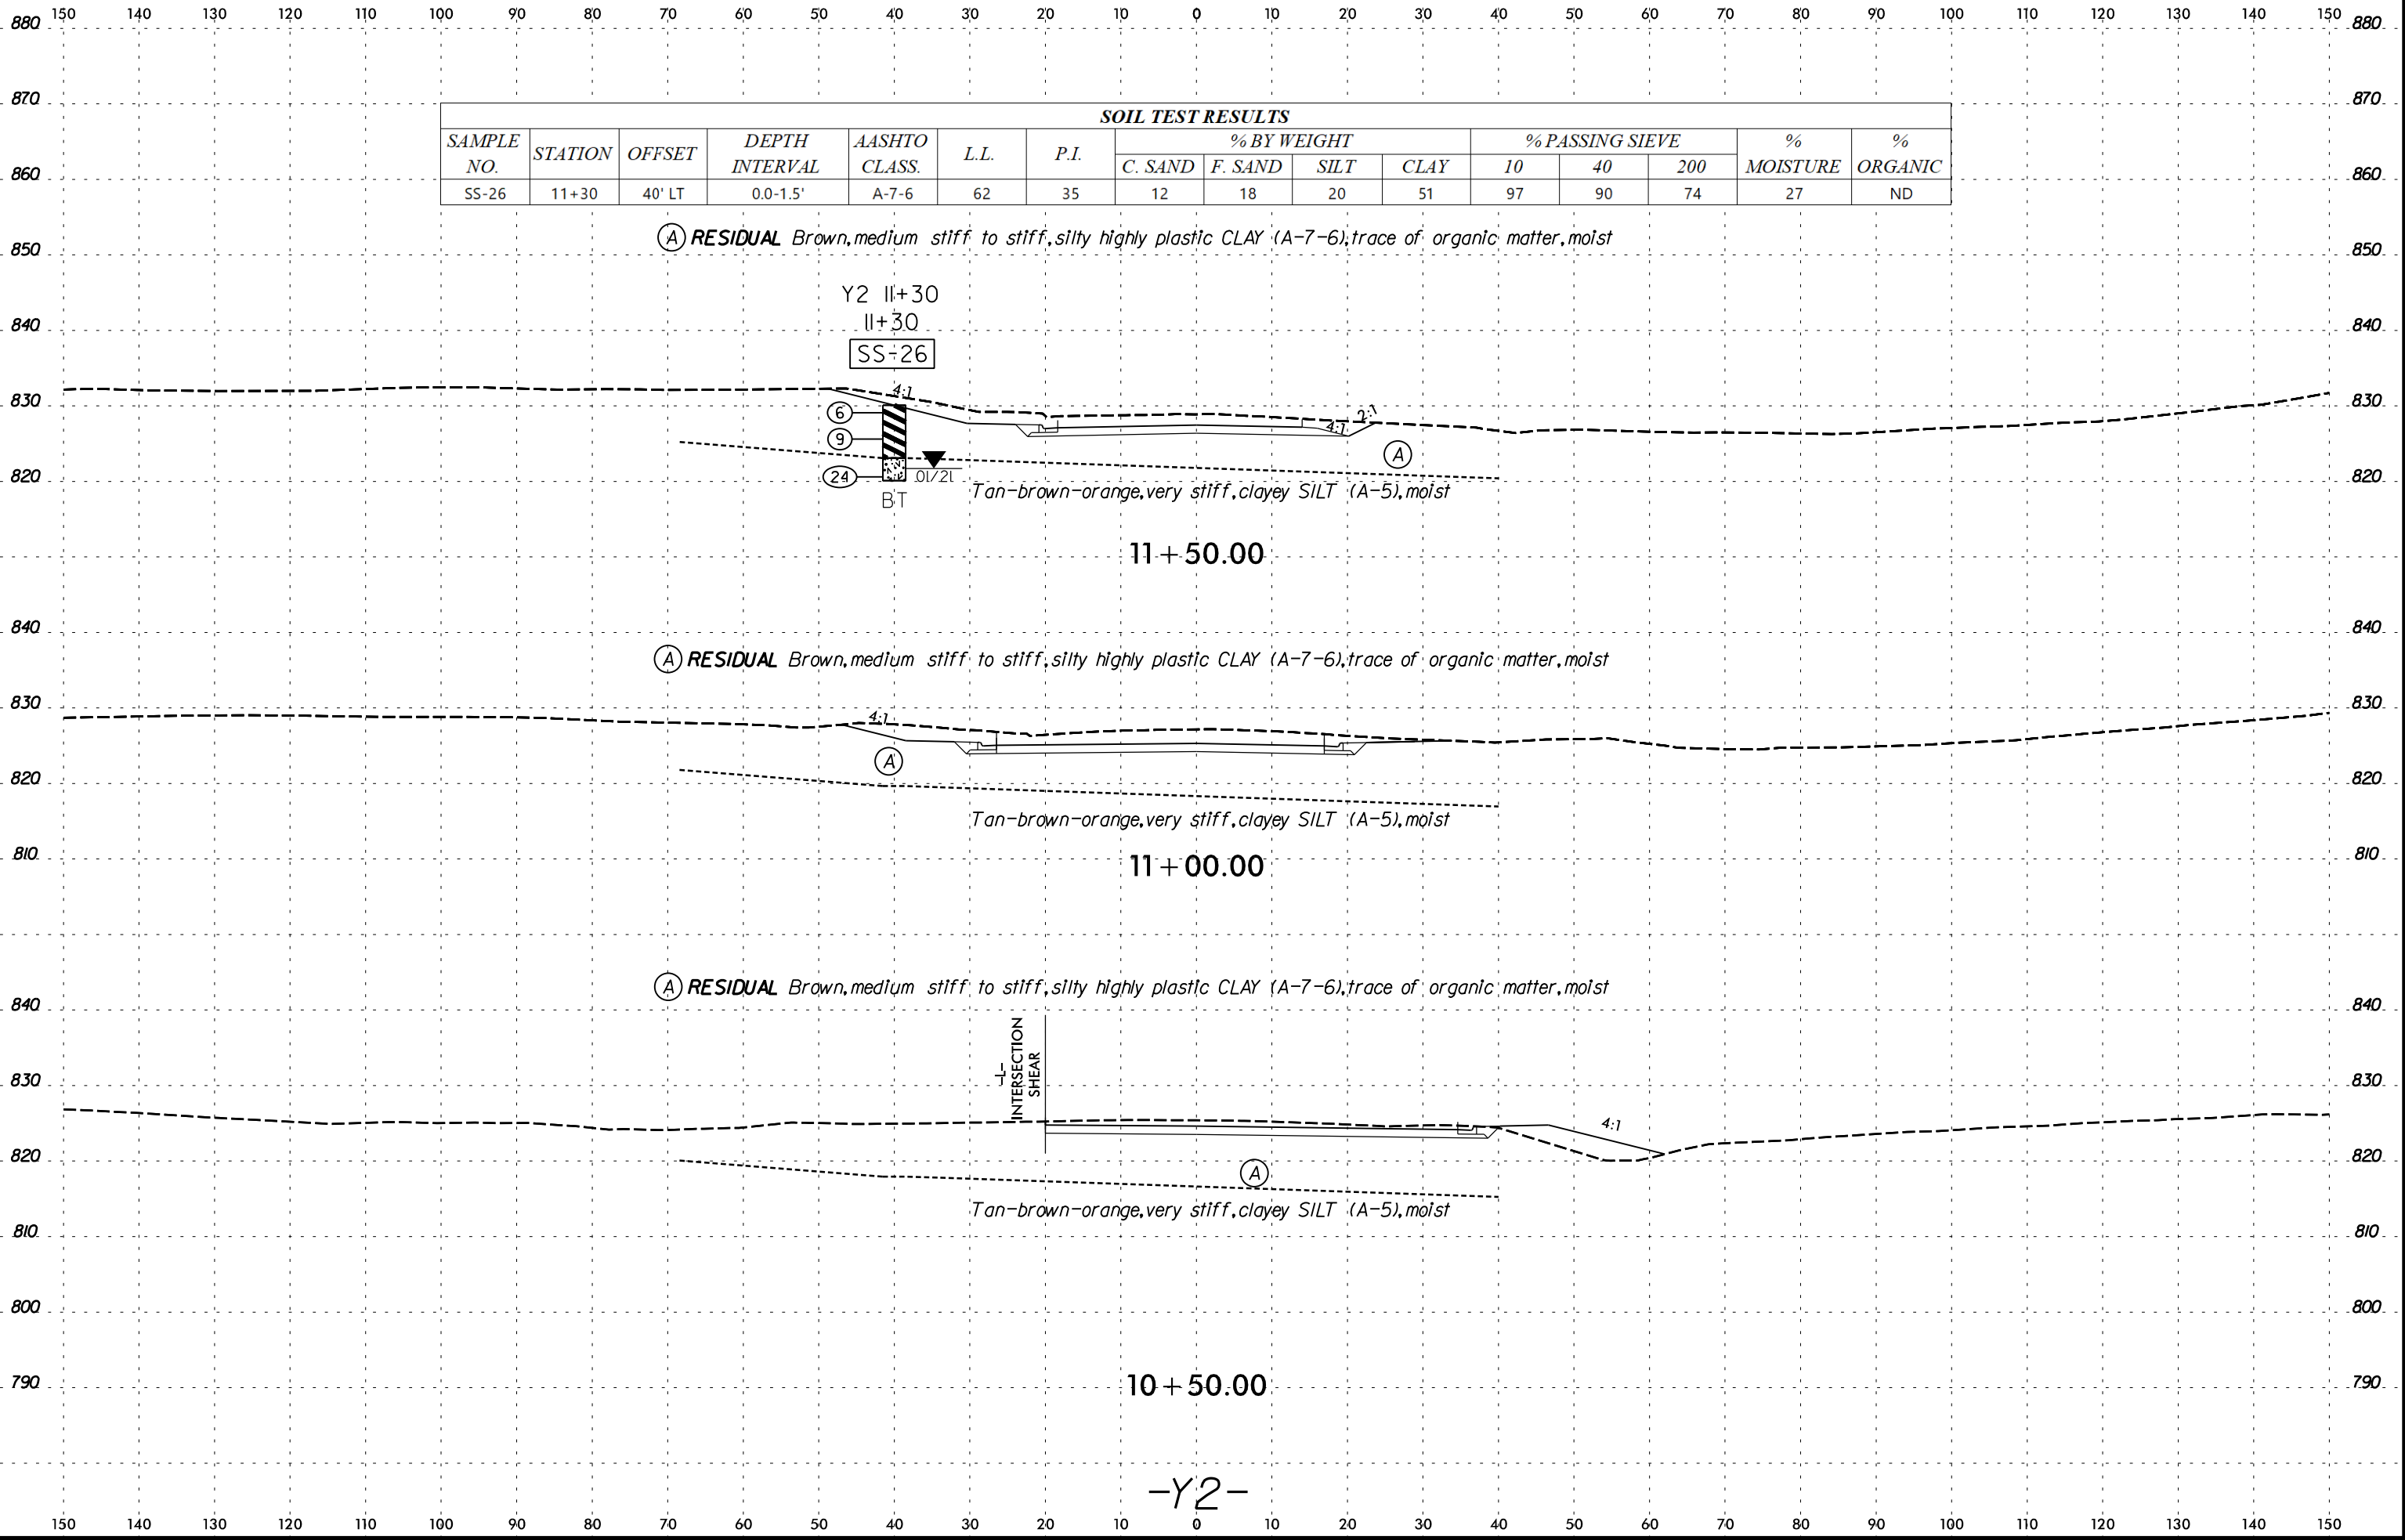 150 140 130 120 110 100 90 80 70 60 50 40 30 20 10 0 10 20 30 40 50 60 70 80 90 100 110 120 130 140 150
880 880
870 870
SOIL TEST RESULTS
SAMPLE NO. STATION OFFSET DEPTH INTERVAL AASHTO CLASS. L.L. P.I. % BY WEIGHT % PASSING SIEVE % MOISTURE % ORGANIC
C. SAND F. SAND SILT CLAY 10 40 200
860 860
SS-26 11+30 40' LT 0.0-1.5' A-7-6 62 35 12 18 20 51 97 90 74 27 ND
A RESIDUAL Brown, medium stiff to stiff, silty highly plastic CLAY (A-7-6), trace of organic matter, moist
850 850
Y2 11+30
11+30
840 840
SS-26
4:1
830 830
6 2:1
4:1
9
A
820 820
24 01/21
Tan-brown-orange, very stiff, clayey SILT (A-5), moist
BT
11+50.00
840 840
A RESIDUAL Brown, medium stiff to stiff, silty highly plastic CLAY (A-7-6), trace of organic matter, moist
830 830
4:1
A
820 820
Tan-brown-orange, very stiff, clayey SILT (A-5), moist
810 810
11+00.00
A RESIDUAL Brown, medium stiff to stiff, silty highly plastic CLAY (A-7-6), trace of organic matter, moist
840 840
-L-
INTERSECTION
SHEAR
830 830
4:1
820 820
A
Tan-brown-orange, very stiff, clayey SILT (A-5), moist
810 810
800 800
790 790
10+50.00
-Y2-
150 140 130 120 110 100 90 80 70 60 50 40 30 20 10 0 10 20 30 40 50 60 70 80 90 100 110 120 130 140 150